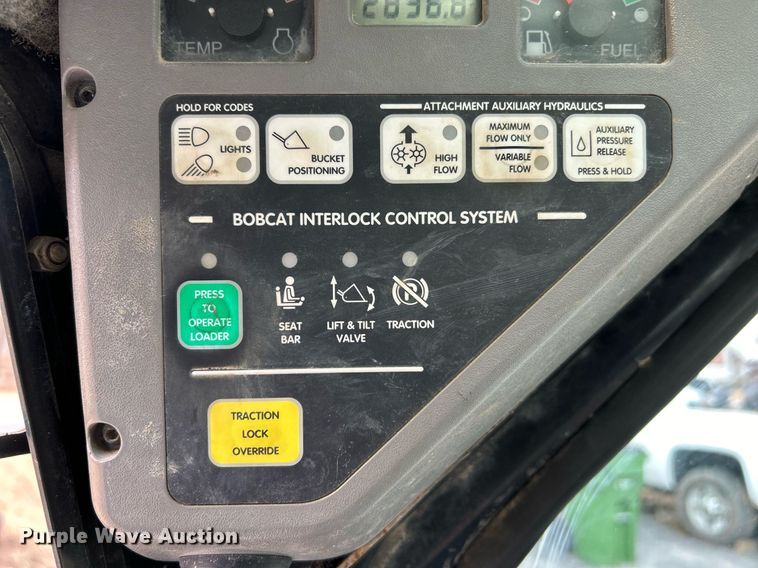 2836.8
TEMP
FUEL
HOLD FOR CODES
ATTACHMENT AUXILIARY HYDRAULICS
LIGHTS
BUCKET
POSITIONING
HIGH
FLOW
MAXIMUM
FLOW ONLY
VARIABLE
FLOW
AUXILIARY
PRESSURE
RELEASE
PRESS & HOLD
BOBCAT INTERLOCK CONTROL SYSTEM
PRESS
TO
OPERATE
LOADER
SEAT
BAR
LIFT & TILT
VALVE
P
TRACTION
TRACTION
LOCK
OVERRIDE
Purple Wave Auction